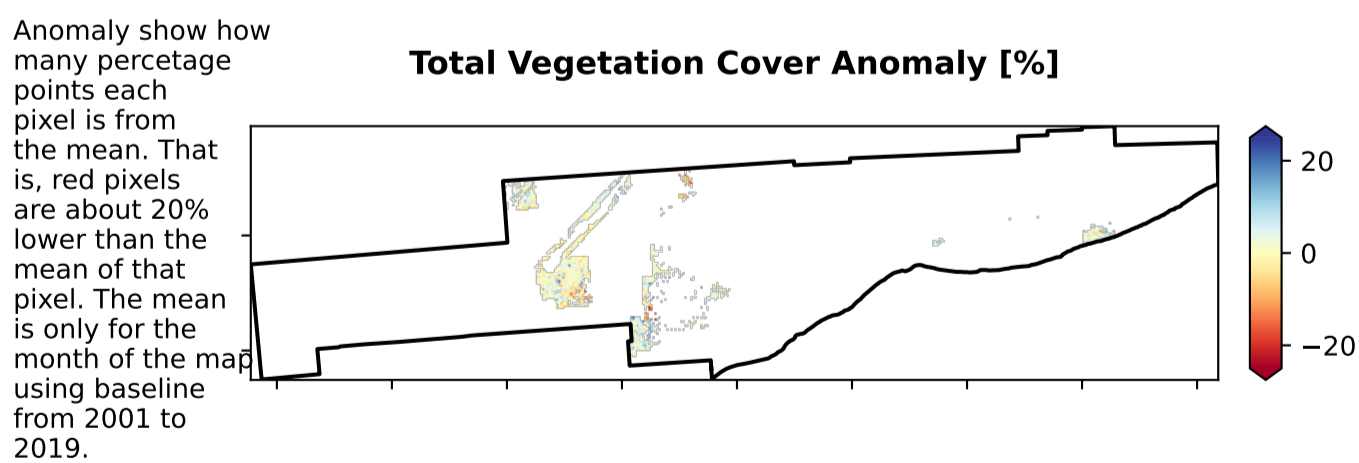 Anomaly show how
many percetage
points each
pixel is from
the mean. That
is, red pixels
are about 20%
lower than the
mean of that
pixel. The mean
is only for the
month of the map
using baseline
from 2001 to
2019.
Total Vegetation Cover Anomaly [%]
20
0
−20